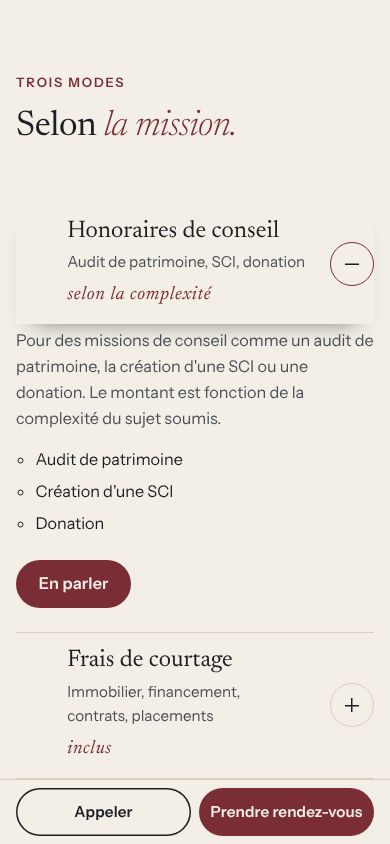 TROIS MODES
Selon la mission.
Honoraires de conseil
Audit de patrimoine, SCI, donation
selon la complexité
Pour des missions de conseil comme un audit de
patrimoine, la création d'une SCI ou une
donation. Le montant est fonction de la
complexité du sujet soumis.
Audit de patrimoine
Création d'une SCI
Donation
En parler
Frais de courtage
Immobilier, financement,
contrats, placements
inclus
Appeler
Prendre rendez-vous